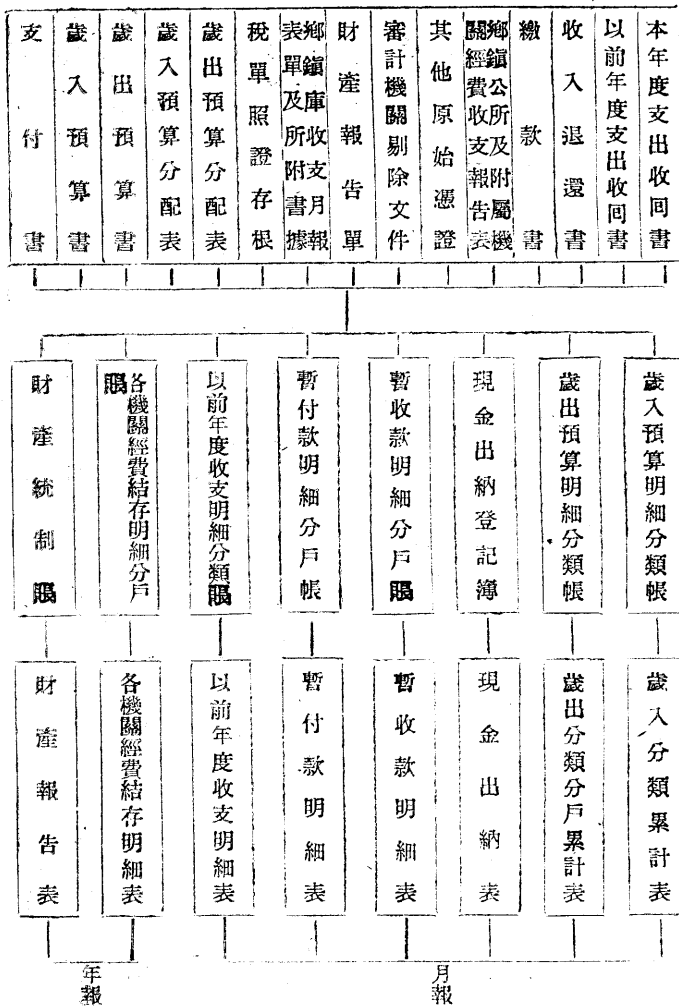 本年度支出收回書
以前年度支出收回書
收入退還書
繳款書
鄉鎮公所及附屬機
關經費收支報告表
其他原始憑證
審計機關剔除文件
財產報告單
鄉鎮庫收支月報
表單及所附書據
稅單照證存根
歲出預算分配表
歲入預算分配表
歲出預算書
歲入預算書
支付書
歲入預算明細分類帳
歲出預算明細分類帳
現金出納登記簿
暫收款明細分戶賬
暫付款明細分戶帳
以前年度收支明細分類賬
各機關經費結存明細分戶
賬
財產統制賬
歲入分類累計表
歲出分類分戶累計表
現金出納表
暫收款明細表
暫付款明細表
以前年度收支明細表
各機關經費結存明細表
財產報告表
月報
年報